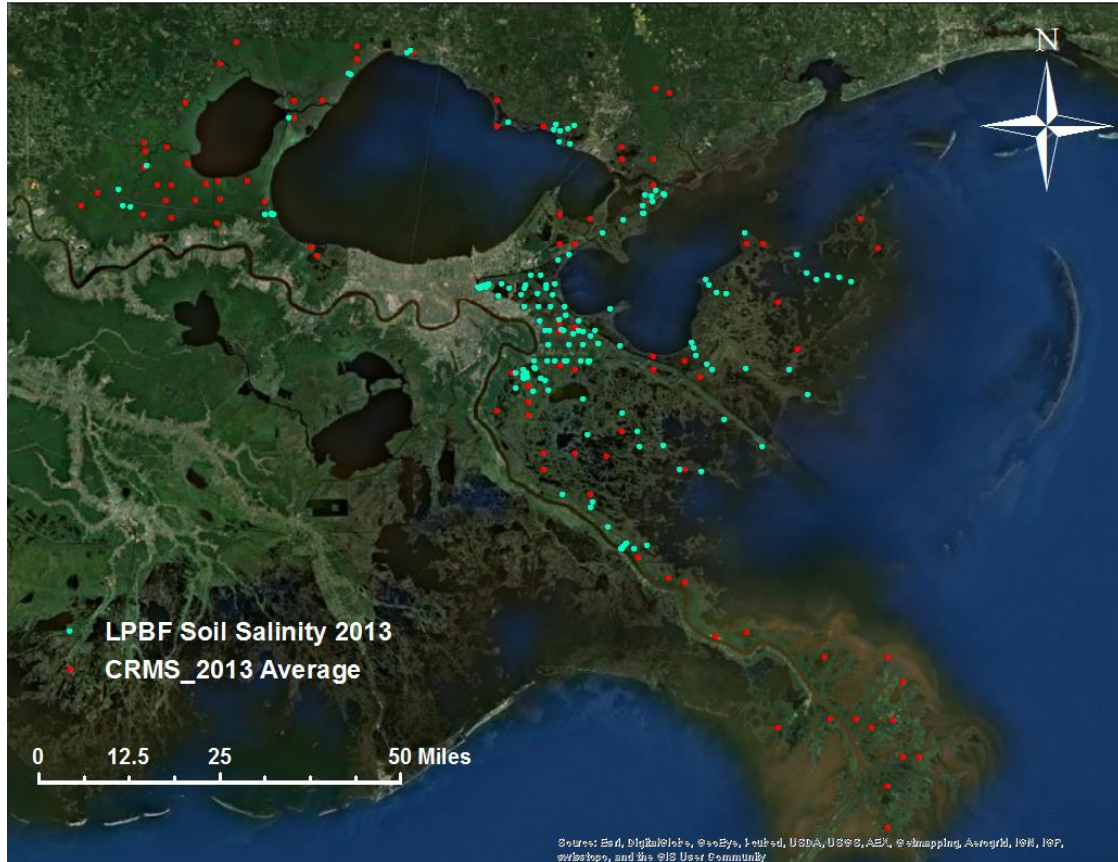 N
LPBF Soil Salinity 2013
CRMS_2013 Average
0 12.5 25 50 Miles
Source: Esri, DigitalGlobe, GeoEye, i-cubed, USDA, USGS, AEX, Getmapping, Aerogrid, IGN, IGP,
swisstopo, and the GIS User Community